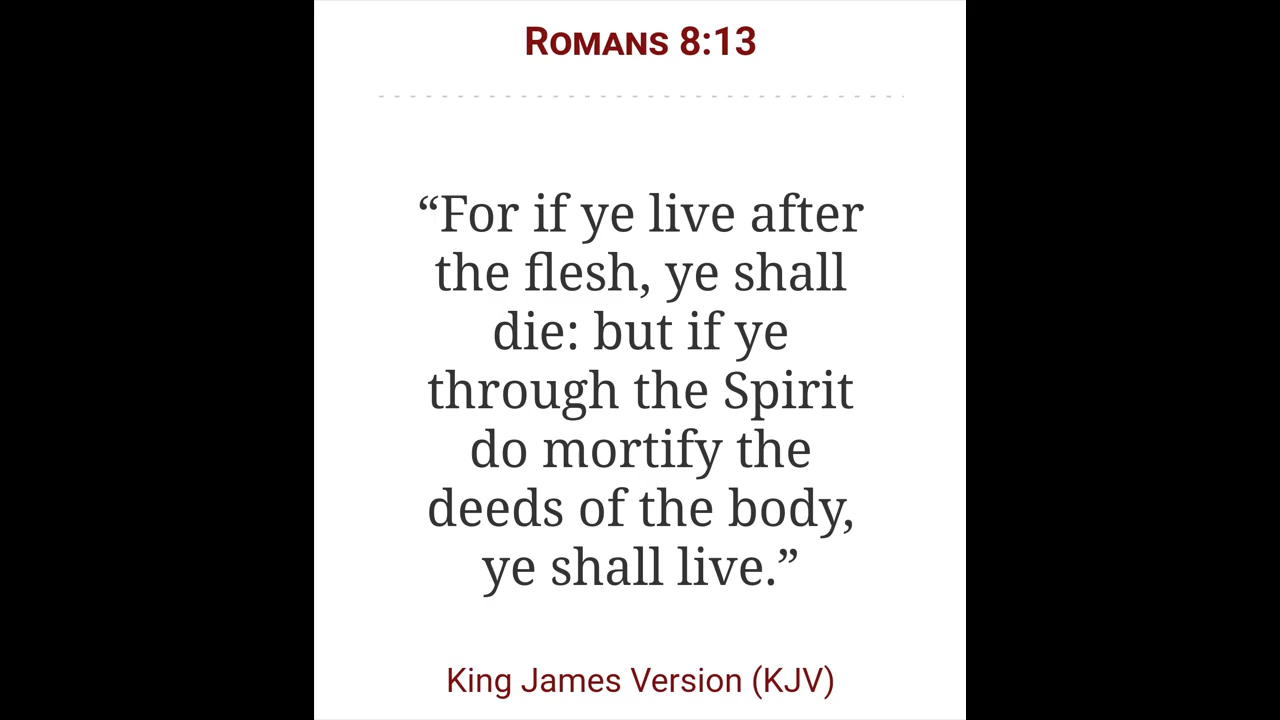 Romans 8:13
“For if ye live after
the flesh, ye shall
die: but if ye
through the Spirit
do mortify the
deeds of the body,
ye shall live.”
King James Version (KJV)